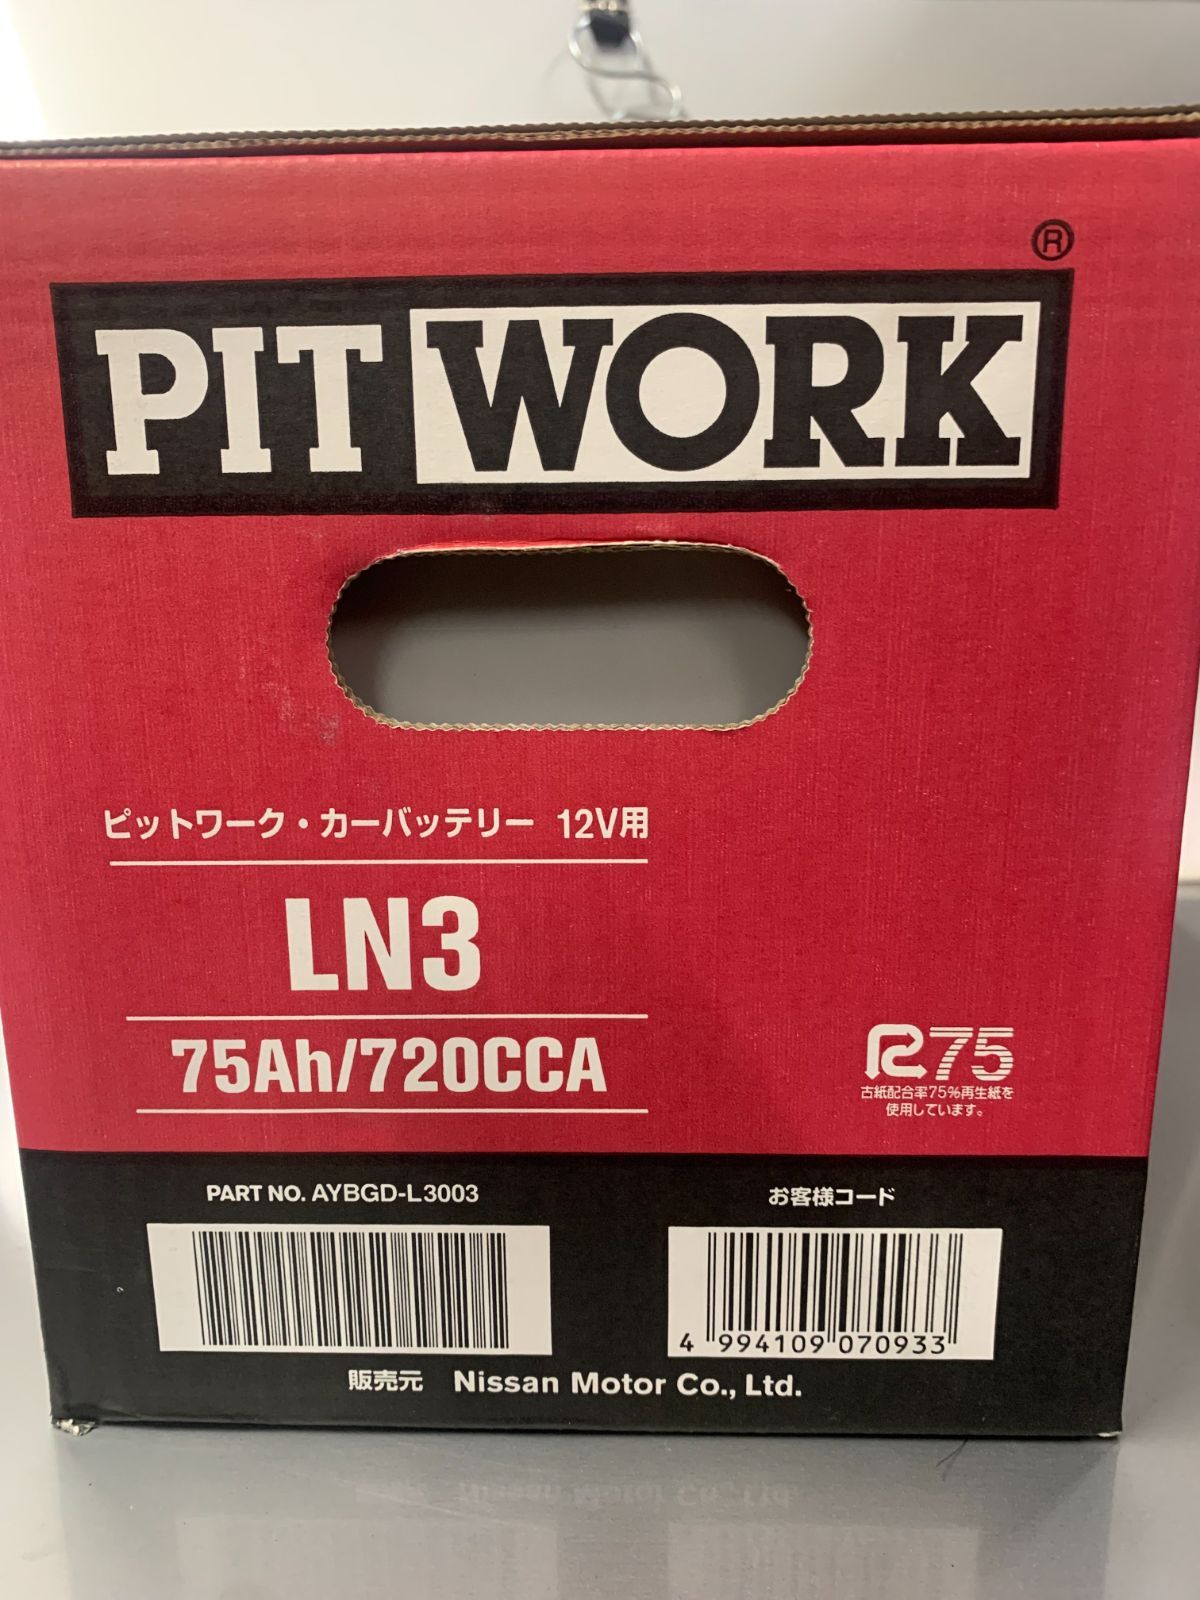 ®
PIT WORK
ピットワーク・カーバッテリー 12V用
LN3
75Ah/720CCA
R75
古紙配合率75%再生紙を
使用しています。
PART NO. AYBGD-L3003
お客様コード
4 994109 070933
販売元 Nissan Motor Co., Ltd.